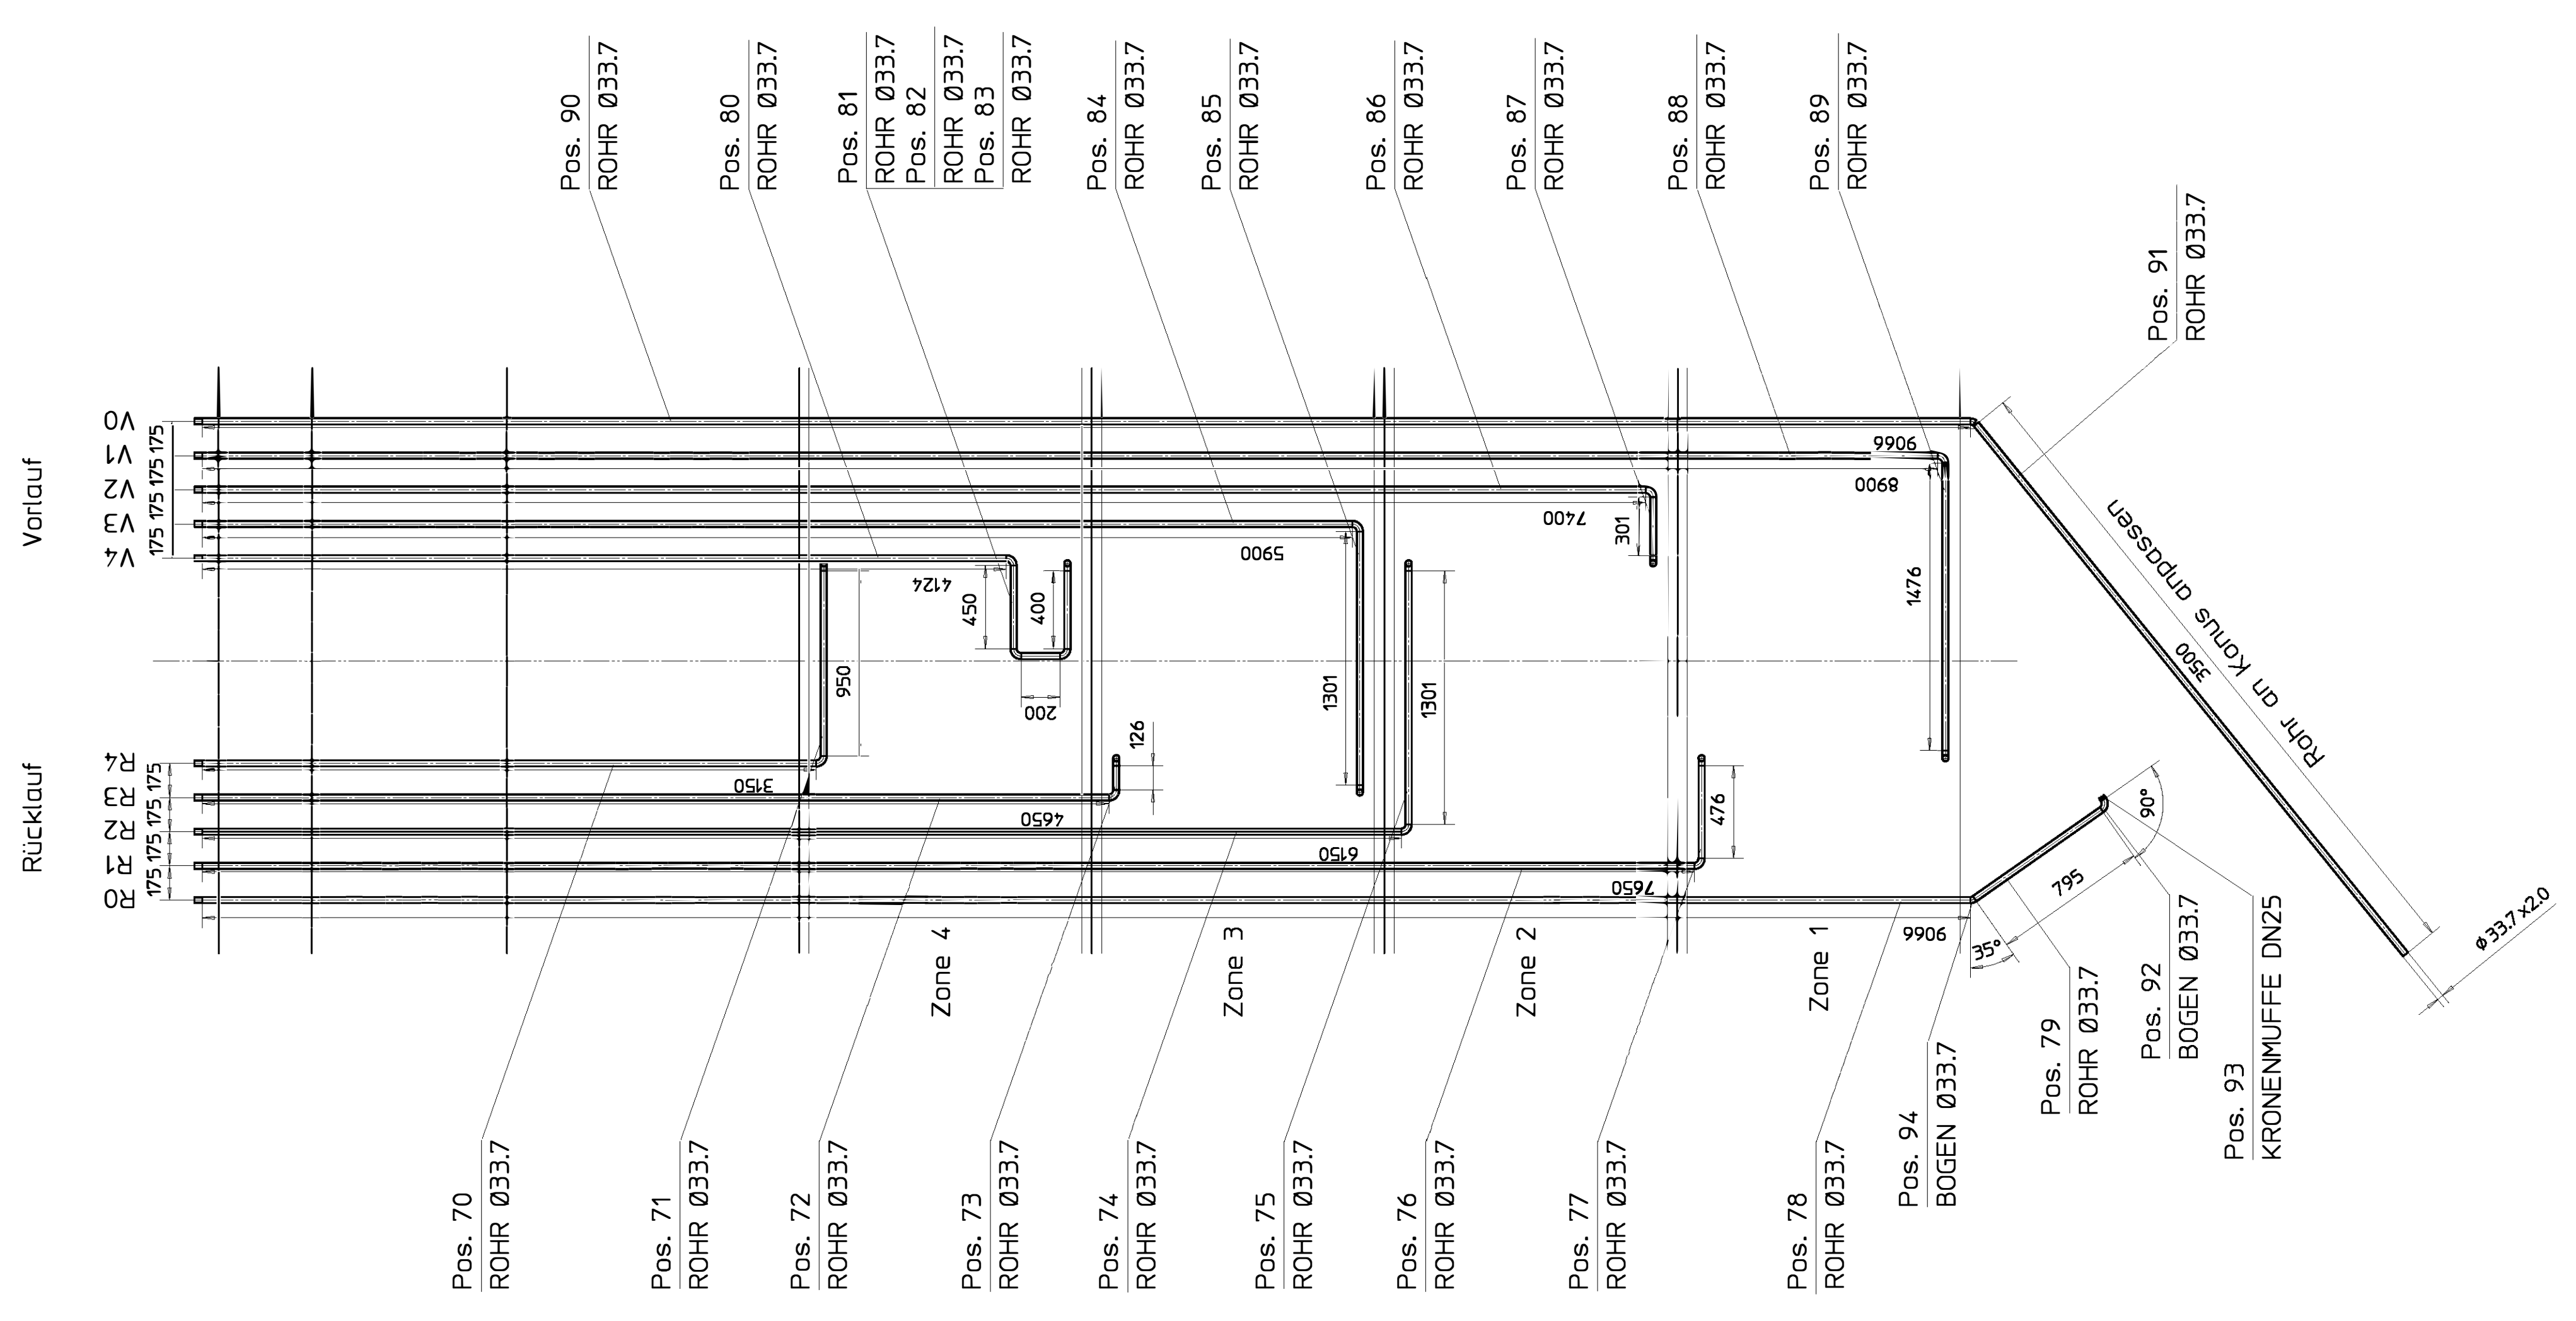 Vorlauf
Rücklauf
V0
V1
V2
V3
V4
R4
R3
R2
R1
R0
175
175
175
175
175
175
175
175
Pos. 90
ROHR Ø33.7
Pos. 80
ROHR Ø33.7
Pos. 81
ROHR Ø33.7
Pos. 82
ROHR Ø33.7
Pos. 83
ROHR Ø33.7
Pos. 84
ROHR Ø33.7
Pos. 85
ROHR Ø33.7
Pos. 86
ROHR Ø33.7
Pos. 87
ROHR Ø33.7
Pos. 88
ROHR Ø33.7
Pos. 89
ROHR Ø33.7
Pos. 91
ROHR Ø33.7
9066
8900
7400
5900
4124
301
450
400
950
200
1301
1301
1476
126
476
3150
4650
6150
7650
9066
Rohr an Konus anpassen
3500
90°
795
35°
Ø33.7x2.0
Zone 4
Zone 3
Zone 2
Zone 1
Pos. 70
ROHR Ø33.7
Pos. 71
ROHR Ø33.7
Pos. 72
ROHR Ø33.7
Pos. 73
ROHR Ø33.7
Pos. 74
ROHR Ø33.7
Pos. 75
ROHR Ø33.7
Pos. 76
ROHR Ø33.7
Pos. 77
ROHR Ø33.7
Pos. 78
ROHR Ø33.7
Pos. 94
BOGEN Ø33.7
Pos. 79
ROHR Ø33.7
Pos. 92
BOGEN Ø33.7
Pos. 93
KRONENMUFFE DN25